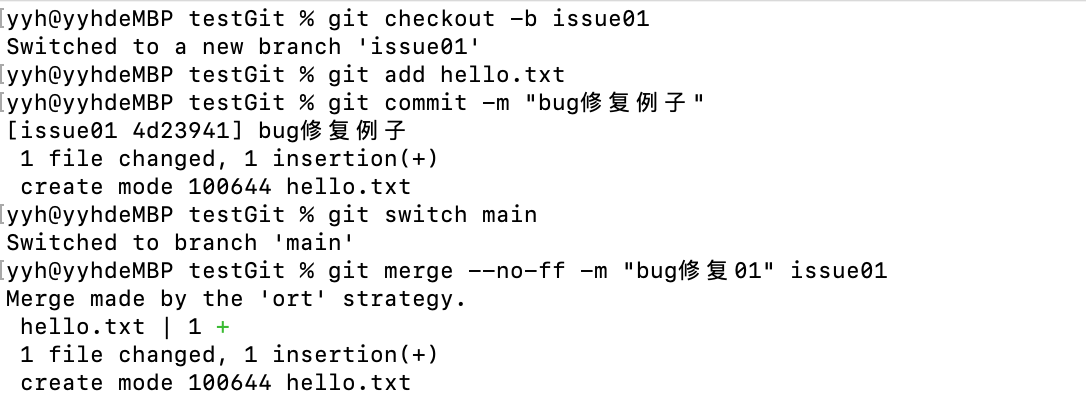 [yyh@yyhdeMBP testGit % git checkout -b issue01
Switched to a new branch 'issue01'
[yyh@yyhdeMBP testGit % git add hello.txt
[yyh@yyhdeMBP testGit % git commit -m "bug修复例子"
[issue01 4d23941] bug修复例子
 1 file changed, 1 insertion(+)
 create mode 100644 hello.txt
[yyh@yyhdeMBP testGit % git switch main
Switched to branch 'main'
[yyh@yyhdeMBP testGit % git merge --no-ff -m "bug修复01" issue01
Merge made by the 'ort' strategy.
 hello.txt | 1 +
 1 file changed, 1 insertion(+)
 create mode 100644 hello.txt